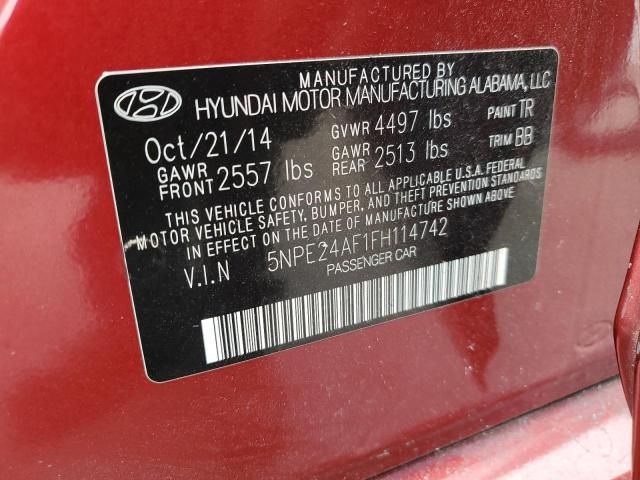 MANUFACTURED BY
HYUNDAI MOTOR MANUFACTURING ALABAMA, LLC
Oct/21/14 GVWR 4497 lbs PAINT TR
GAWR FRONT 2557 lbs GAWR REAR 2513 lbs TRIM BB
THIS VEHICLE CONFORMS TO ALL APPLICABLE U.S.A. FEDERAL
MOTOR VEHICLE SAFETY, BUMPER, AND THEFT PREVENTION STANDARDS
IN EFFECT ON THE DATE OF MANUFACTURE SHOWN ABOVE
V.I.N 5NPE24AF1FH114742
PASSENGER CAR